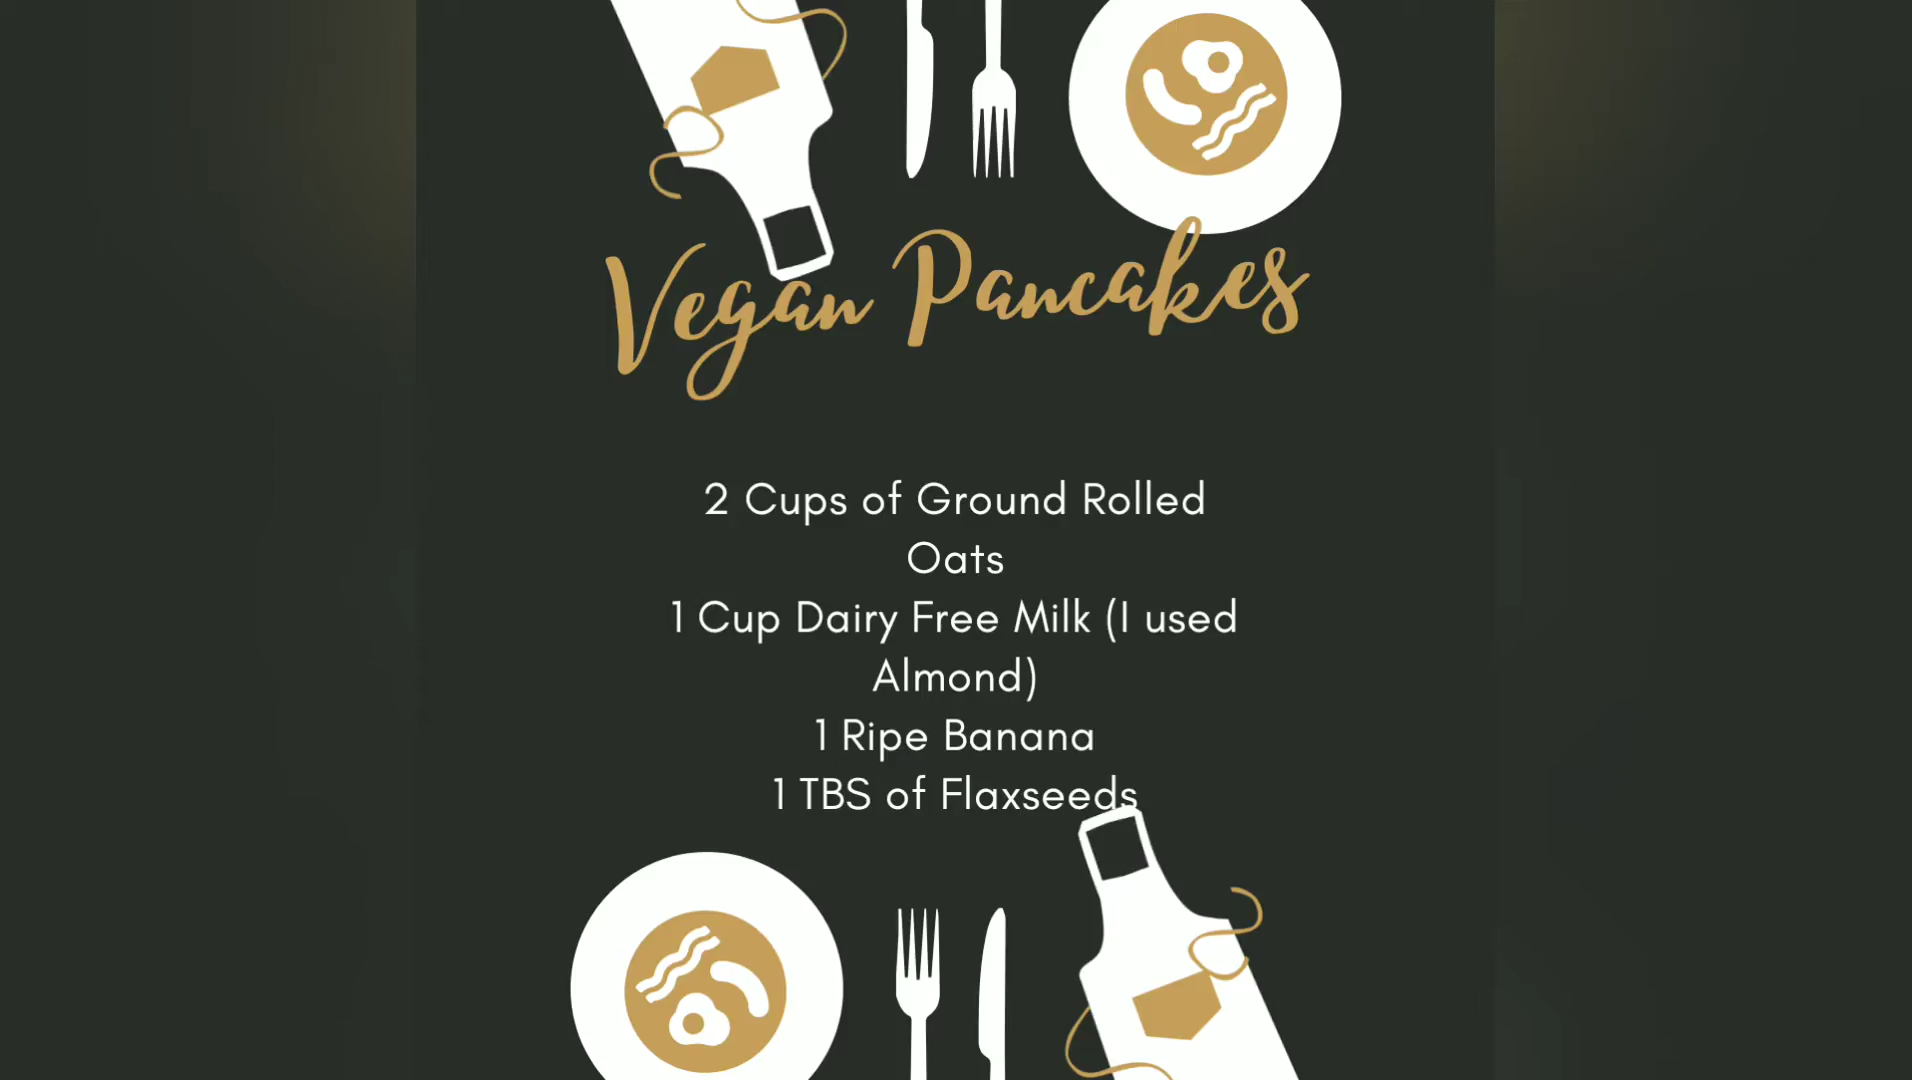 Vegan Pancakes
2 Cups of Ground Rolled
Oats
1 Cup Dairy Free Milk (I used
Almond)
1 Ripe Banana
1 TBS of Flaxseeds